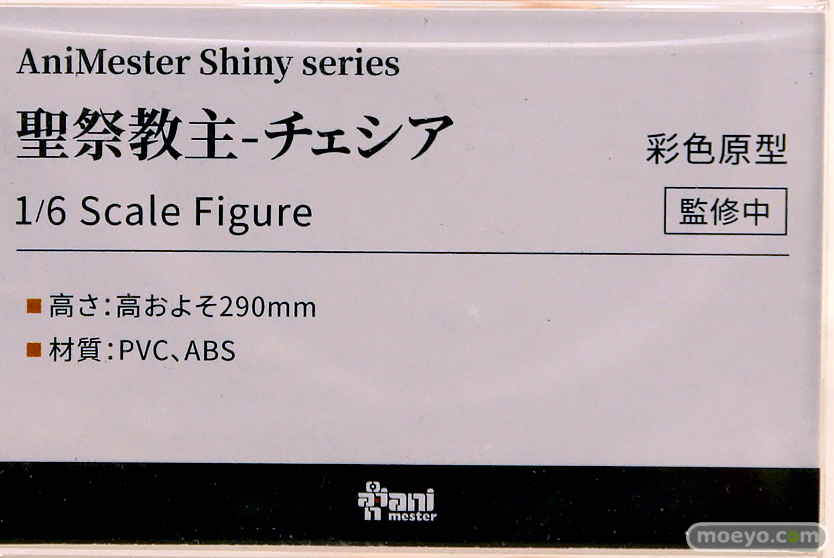 AniMester Shiny series
聖祭教主-チェシア
彩色原型
1/6 Scale Figure
監修中
■高さ：高およそ290mm
■材質：PVC、ABS
ani
mester
moeyo.com